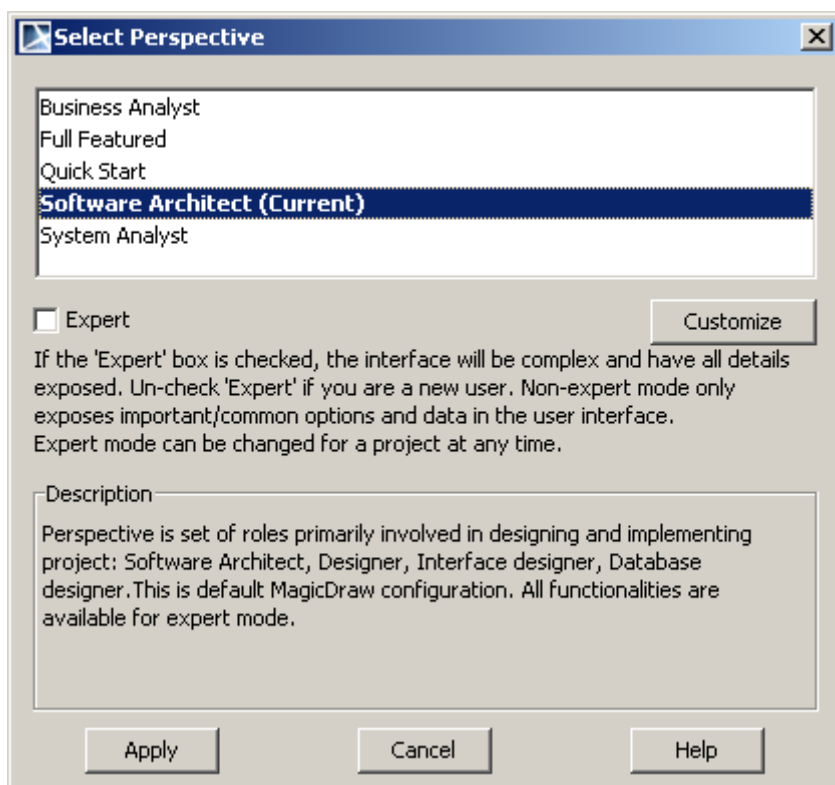 Select Perspective
Business Analyst
Full Featured
Quick Start
Software Architect (Current)
System Analyst
Expert
Customize
If the 'Expert' box is checked, the interface will be complex and have all details
exposed. Un-check 'Expert' if you are a new user. Non-expert mode only
exposes important/common options and data in the user interface.
Expert mode can be changed for a project at any time.
Description
Perspective is set of roles primarily involved in designing and implementing
project: Software Architect, Designer, Interface designer, Database
designer.This is default MagicDraw configuration. All functionalities are
available for expert mode.
Apply
Cancel
Help